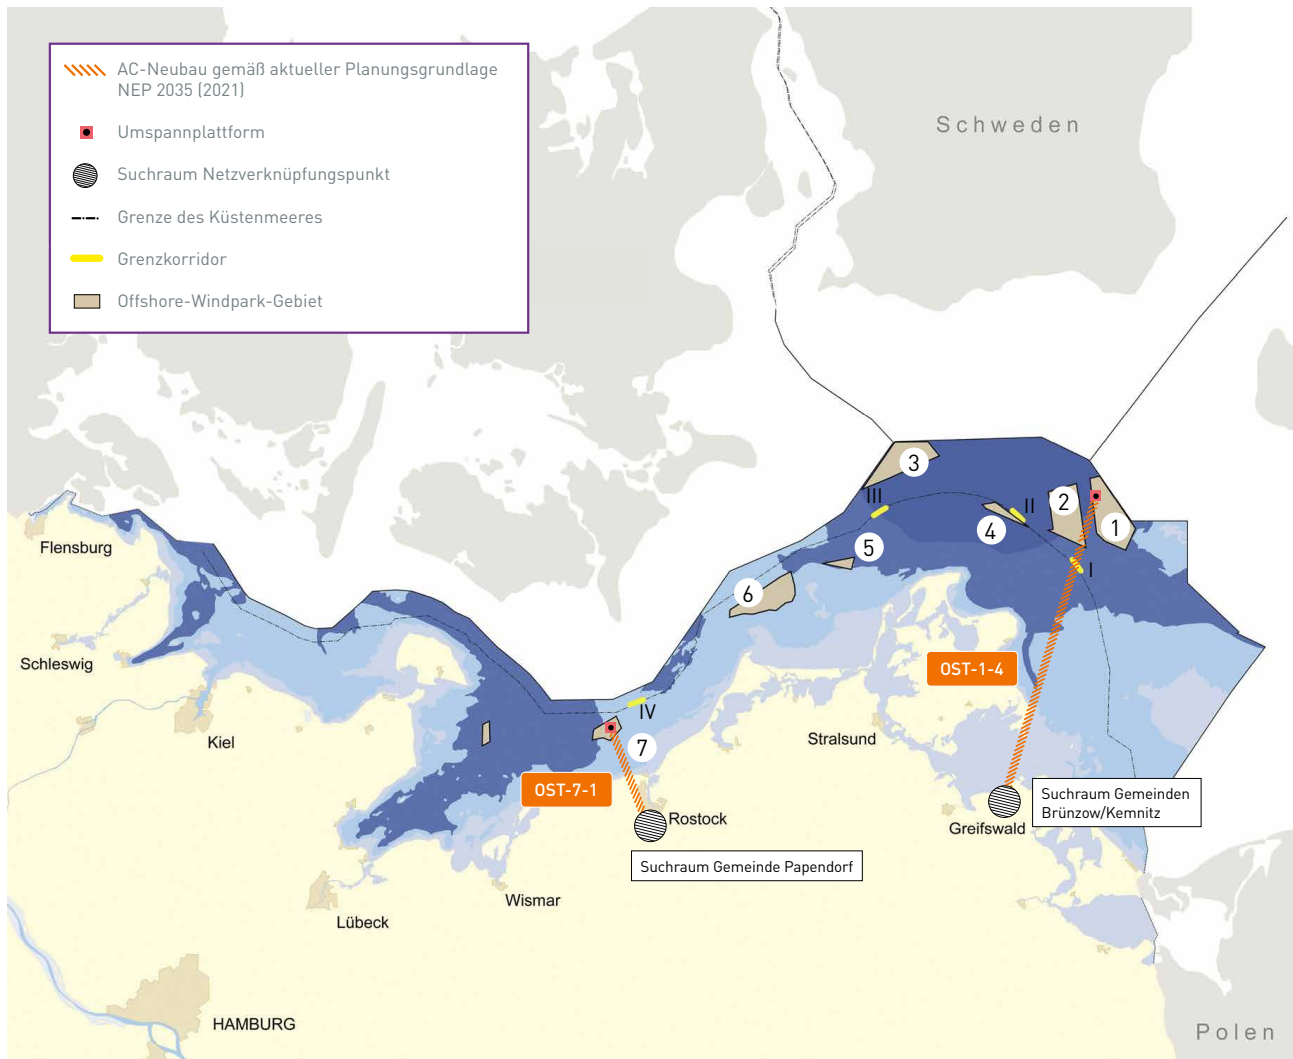 AC-Neubau gemäß aktueller Planungsgrundlage
NEP 2035 (2021)
Umspannplattform
Suchraum Netzverknüpfungspunkt
Grenze des Küstenmeeres
Grenzkorridor
Offshore-Windpark-Gebiet
Schweden
3
III
2
II
1
4
5
I
6
Flensburg
Schleswig
OST-1-4
IV
7
Kiel
Stralsund
OST-7-1
Suchraum Gemeinden
Brünzow/Kemnitz
Rostock
Greifswald
Suchraum Gemeinde Papendorf
Wismar
Lübeck
HAMBURG
Polen